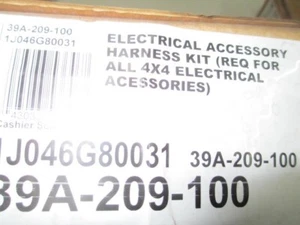 39A-209-100
1J046G80031
ELECTRICAL ACCESSORY
HARNESS KIT (REQ FOR
ALL 4X4 ELECTRICAL
ACESSORIES)
Cashier
1J046G80031 39A-209-100
39A-209-100